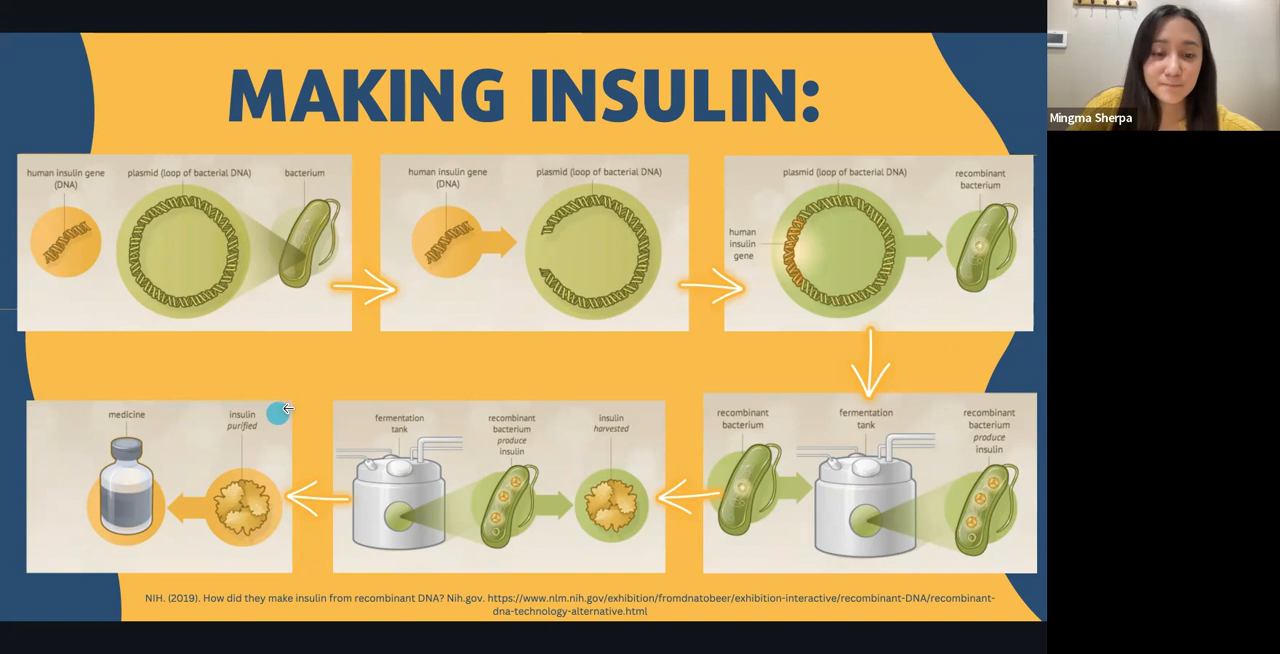 MAKING INSULIN:
human insulin gene
(DNA)
plasmid (loop of bacterial DNA)
bacterium
human insulin gene
(DNA)
plasmid (loop of bacterial DNA)
plasmid (loop of bacterial DNA)
recombinant
bacterium
human
insulin
gene
medicine
insulin
purified
fermentation
tank
recombinant
bacterium
produce
insulin
insulin
harvested
recombinant
bacterium
fermentation
tank
recombinant
bacterium
produce
insulin
NIH. (2019). How did they make insulin from recombinant DNA? Nih.gov. https://www.nlm.nih.gov/exhibition/fromdnatobeer/exhibition-interactive/recombinant-DNA/recombinant-
dna-technology-alternative.html
Mingma Sherpa